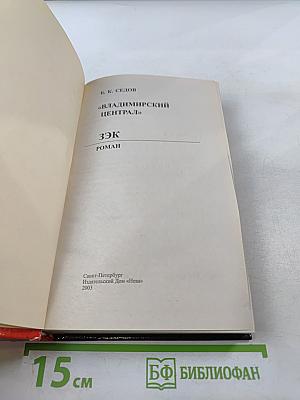 Б. К. СЕДОВ
«ВЛАДИМИРСКИЙ
ЦЕНТРАЛ»
ЗЭК
РОМАН
Санкт-Петербург
Издательский Дом «Нева»
2003
15 см
БФ БИБЛИОФАН